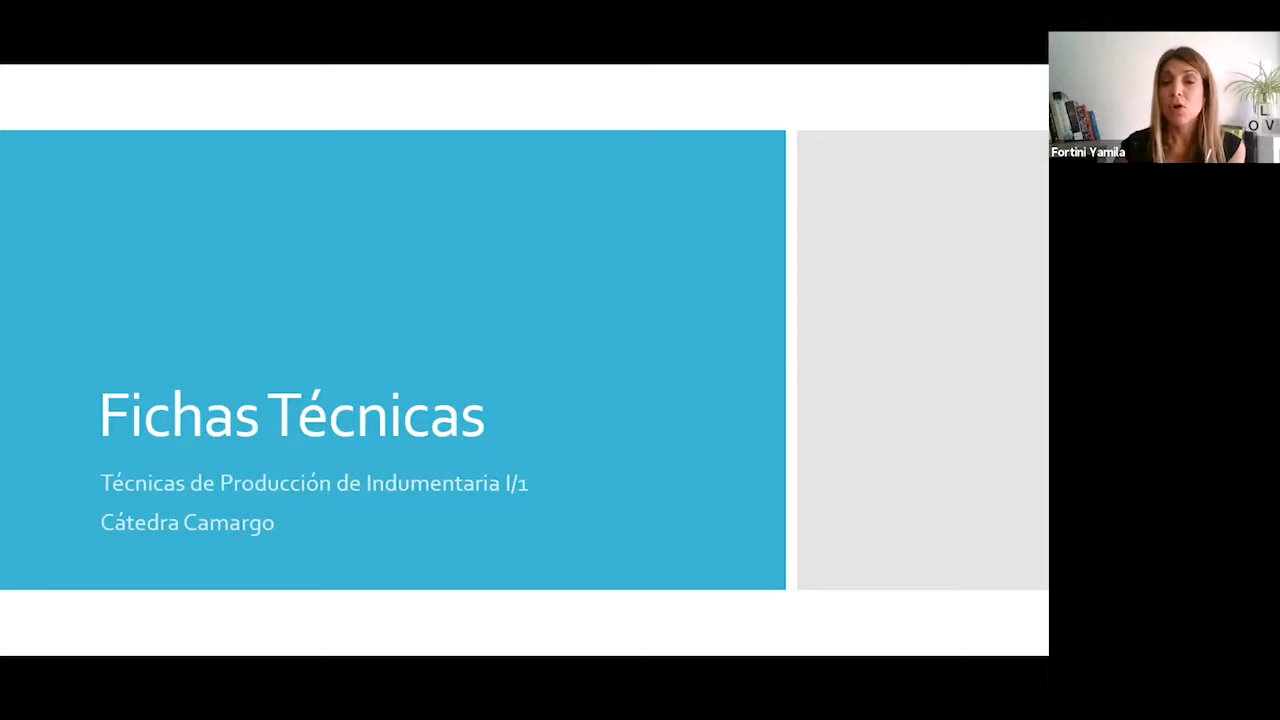 Fichas Técnicas
Técnicas de Producción de Indumentaria I/1
Cátedra Camargo
Fortini Yamila
L
O V